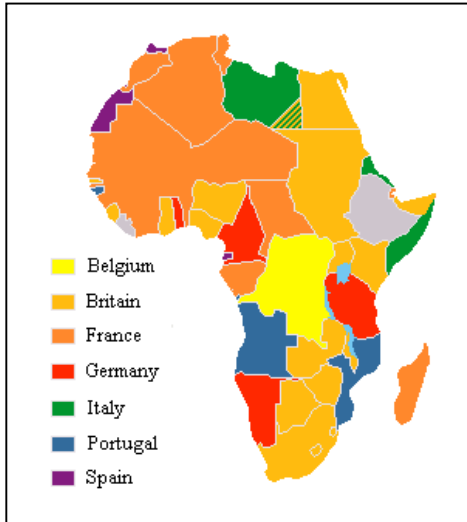 Belgium
Britain
France
Germany
Italy
Portugal
Spain